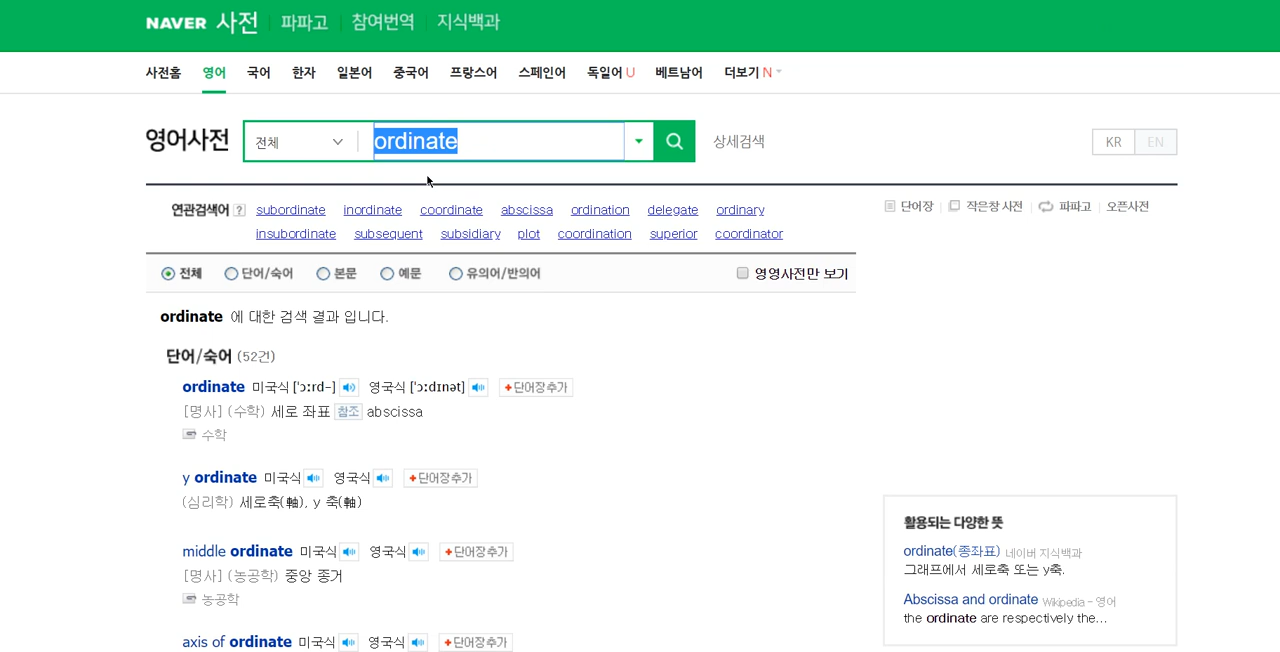 NAVER 사전 파파고 참여번역 지식백과
사전홈 영어 국어 한자 일본어 중국어 프랑스어 스페인어 독일어 U 베트남어 더보기 N
영어사전 전체 ordinate 상세검색 KR EN
연관검색어 ? subordinate inordinate coordinate abscissa ordination delegate ordinary
insubordinate subsequent subsidiary plot coordination superior coordinator
단어장 작은창 사전 파파고 오픈사전
전체 단어/숙어 본문 예문 유의어/반의어 영영사전만 보기
ordinate 에 대한 검색 결과 입니다.
단어/숙어 (52건)
ordinate 미국식 ['ɔːrd-] 영국식 ['ɔːdɪnət] +단어장추가
[명사] (수학) 세로 좌표 참조 abscissa
수학
y ordinate 미국식 영국식 +단어장추가
(심리학) 세로축(軸), y 축(軸)
middle ordinate 미국식 영국식 +단어장추가
[명사] (농공학) 중앙 종거
농공학
axis of ordinate 미국식 영국식 +단어장추가
활용되는 다양한 뜻
ordinate(종좌표) 네이버 지식백과
그래프에서 세로축 또는 y축.
Abscissa and ordinate Wikipedia - 영어
the ordinate are respectively the...